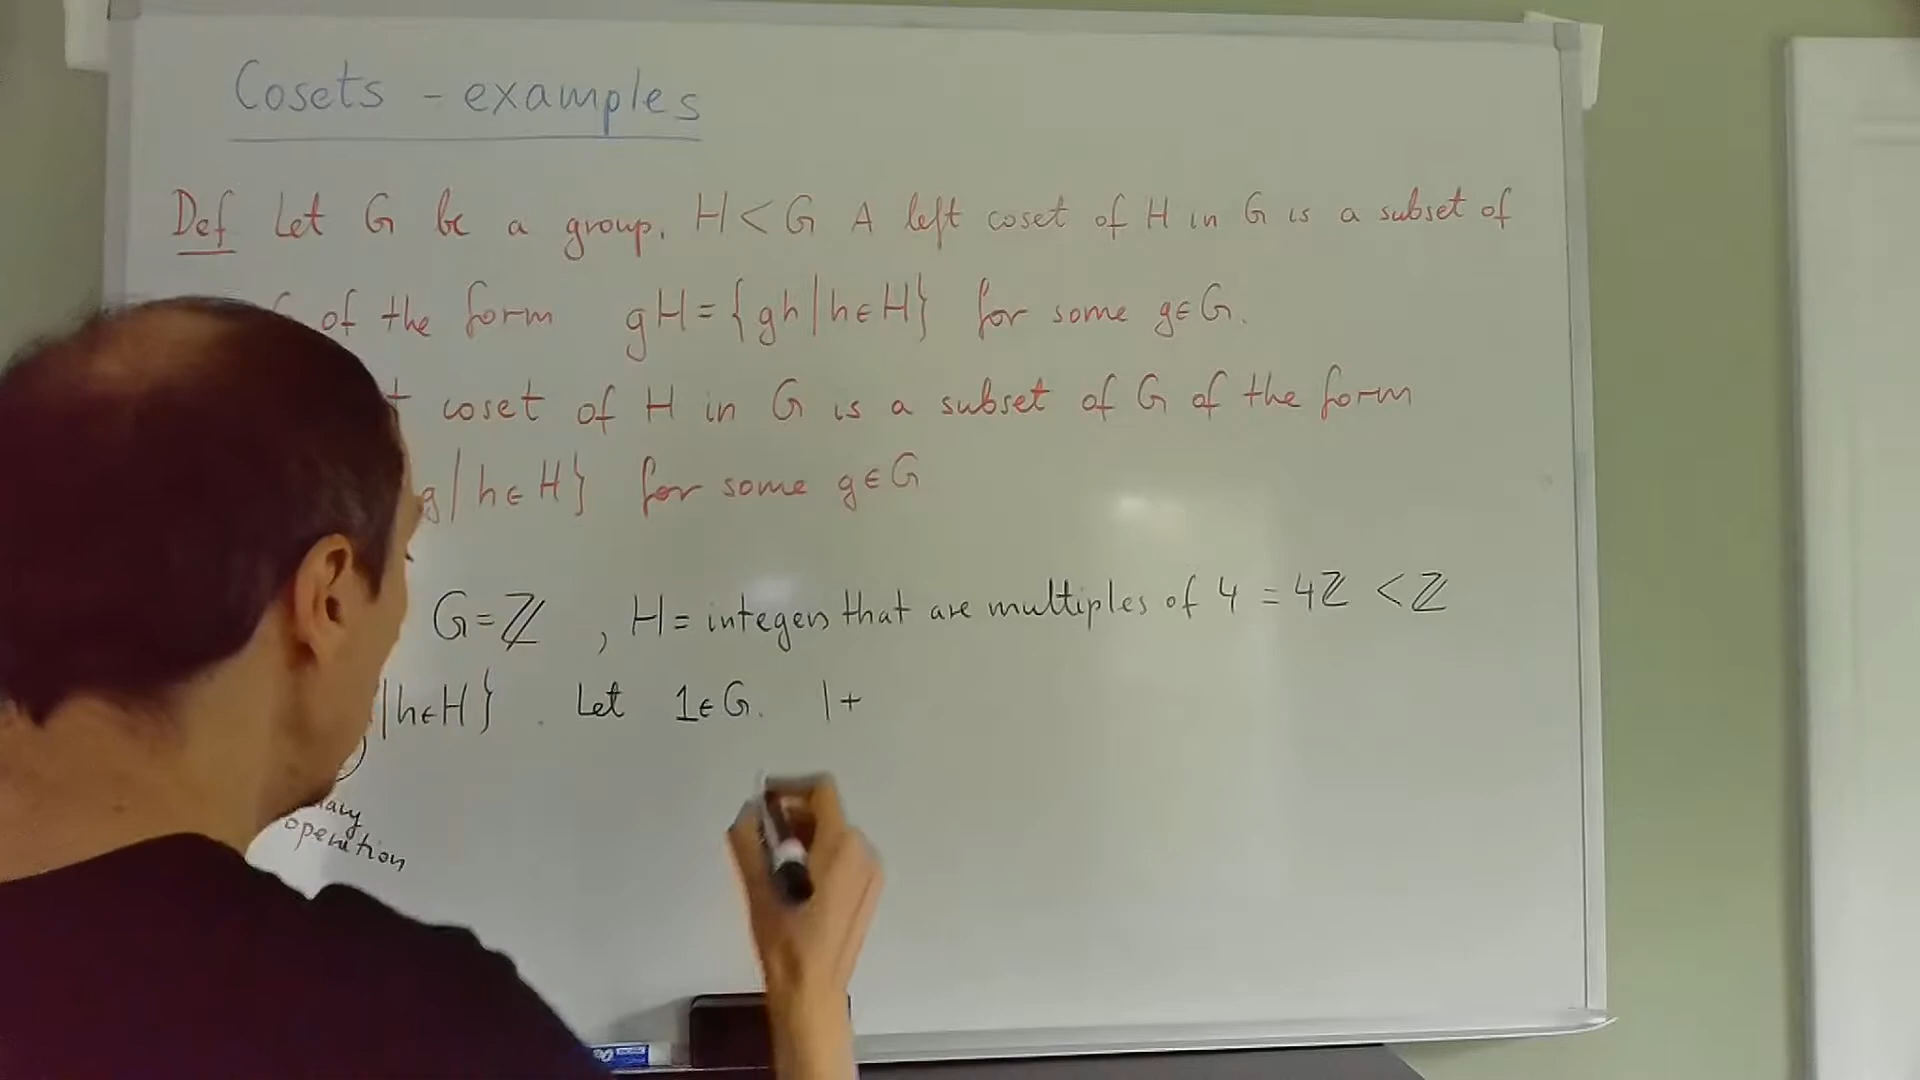 Cosets - examples
Def Let G be a group. H < G A left coset of H in G is a subset of
of the form gH = {gh | h ∈ H} for some g ∈ G.
coset of H in G is a subset of G of the form
g | h ∈ H} for some g ∈ G
G = ℤ , H = integers that are multiples of 4 = 4ℤ < ℤ
| h ∈ H} . Let 1 ∈ G. 1 +
operation